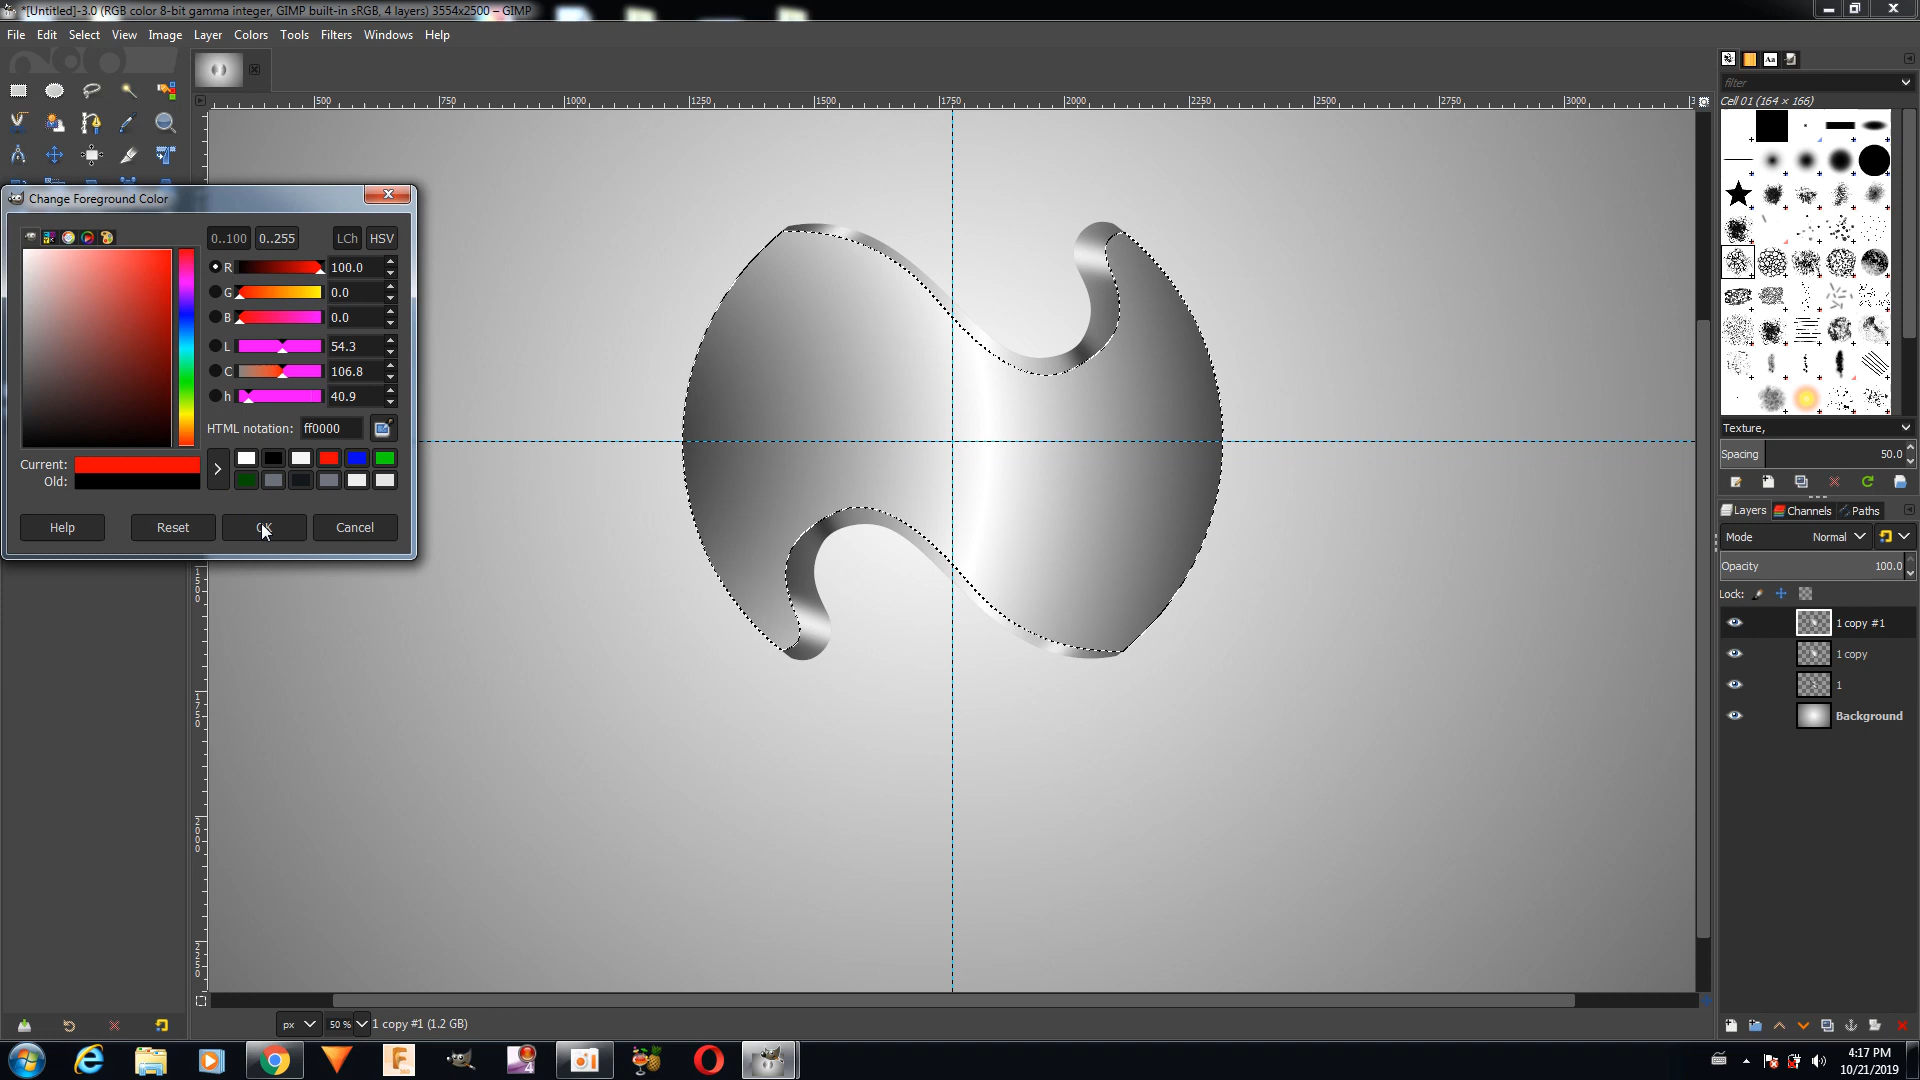 *[Untitled]-3.0 (RGB color 8-bit gamma integer, GIMP built-in sRGB, 4 layers) 3554x2500 – GIMP
File Edit Select View Image Layer Colors Tools Filters Windows Help
filter
Cell 01 (164 × 166)
500 750 1000 1250 1500 1750 2000 2250 2500 2750 3000
Change Foreground Color
0..100 0..255 LCh HSV
R 100.0
G 0.0
B 0.0
L 54.3
C 106.8
h 40.9
HTML notation: ff0000
Current:
Old:
Help Reset OK Cancel
Texture,
Spacing 50.0
Layers Channels Paths
Mode Normal
Opacity 100.0
Lock:
1 copy #1
1 copy
1
Background
1500
1750
2000
2250
px 50 % 1 copy #1 (1.2 GB)
4:17 PM
10/21/2019